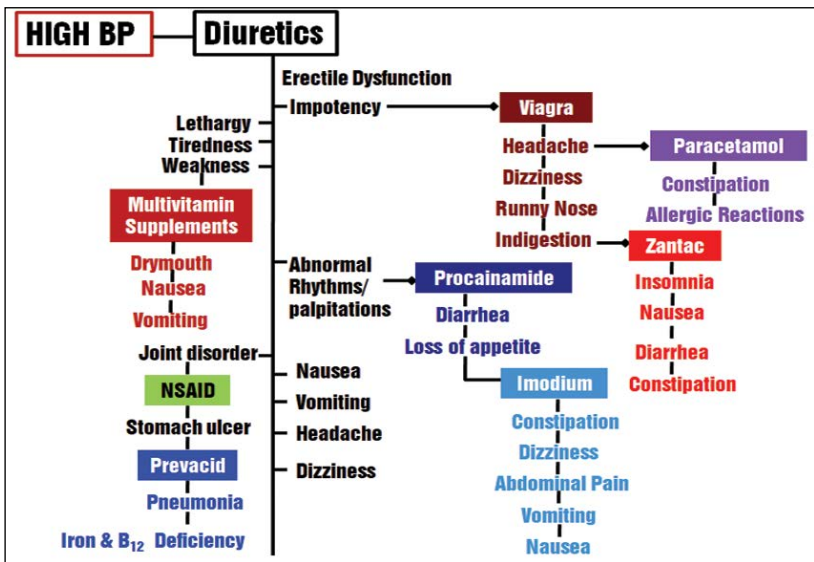 HIGH BP
Diuretics
Erectile Dysfunction
Impotency
Viagra
Headache
Dizziness
Runny Nose
Indigestion
Paracetamol
Constipation
Allergic Reactions
Zantac
Insomnia
Nausea
Diarrhea
Constipation
Lethargy
Tiredness
Weakness
Multivitamin
Supplements
Drymouth
Nausea
Vomiting
Abnormal
Rhythms/
palpitations
Procainamide
Diarrhea
Loss of appetite
Imodium
Constipation
Dizziness
Abdominal Pain
Vomiting
Nausea
Joint disorder
NSAID
Stomach ulcer
Prevacid
Pneumonia
Iron & B12 Deficiency
Nausea
Vomiting
Headache
Dizziness